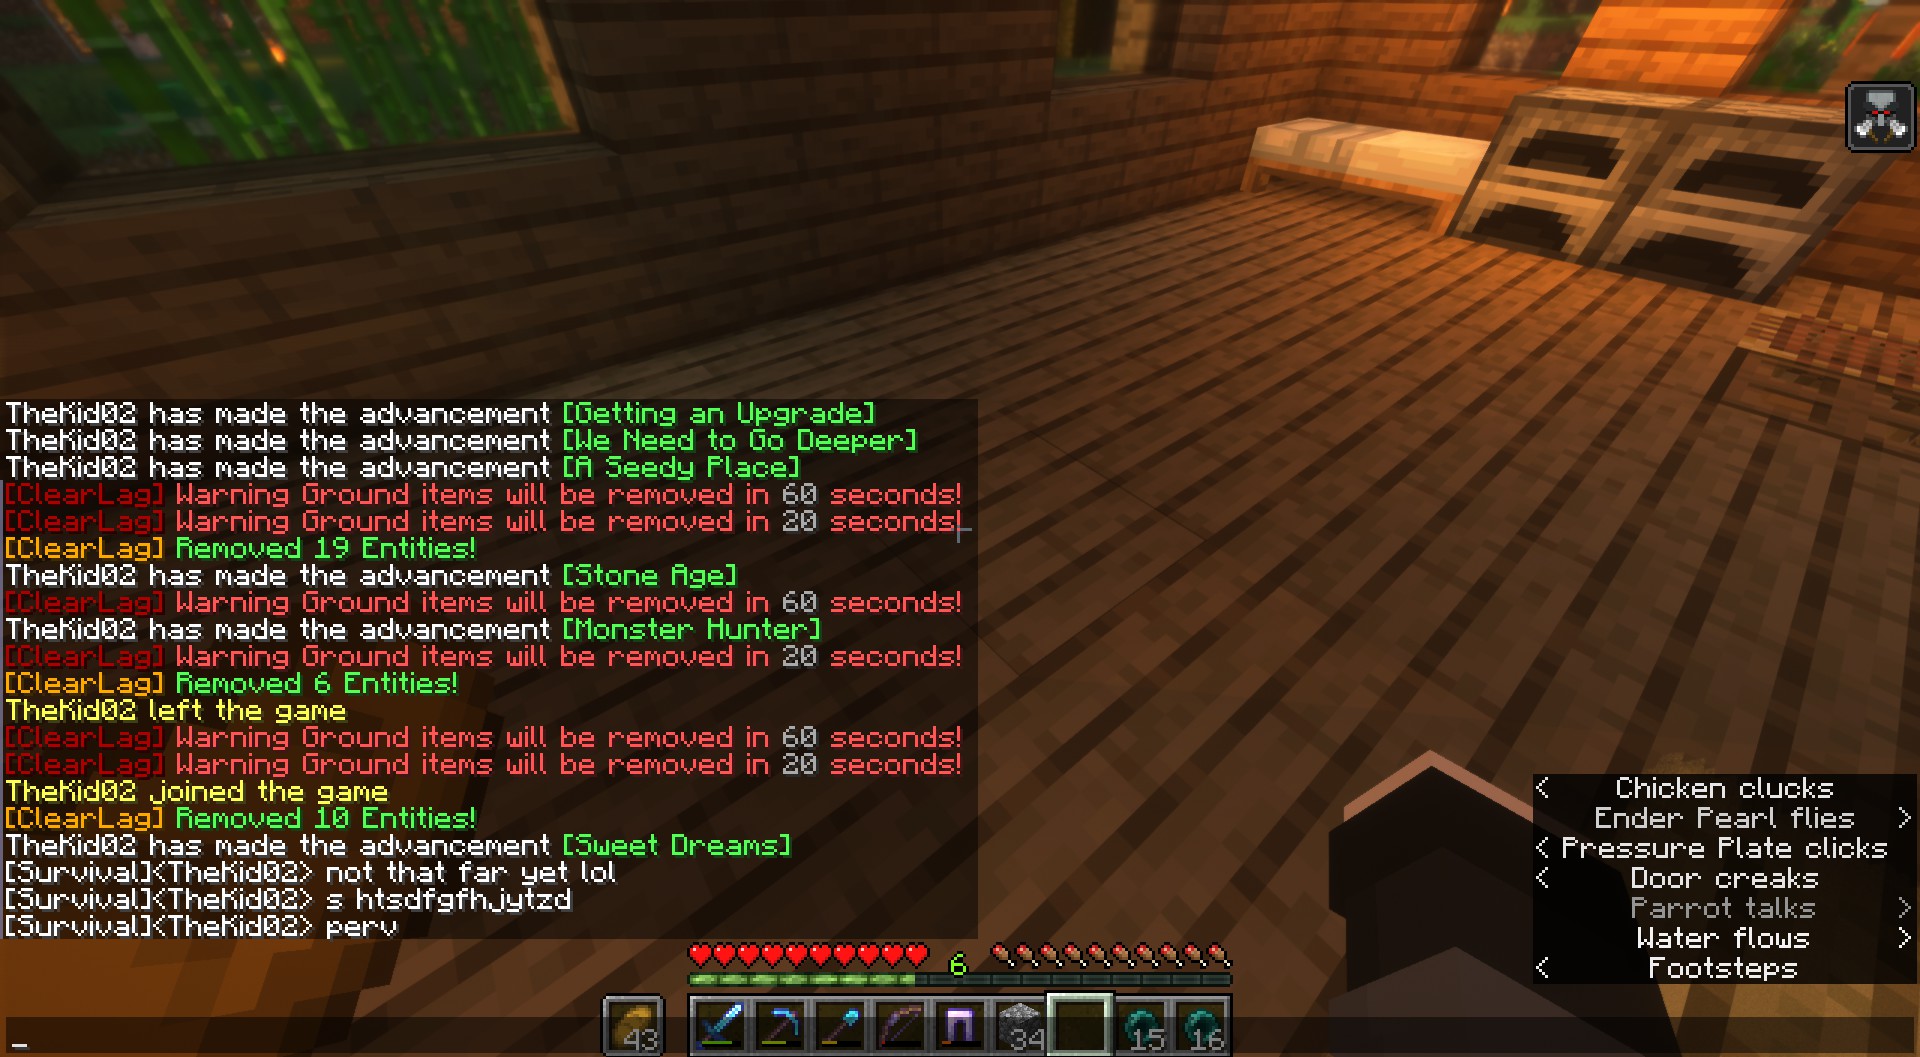 TheKid02 has made the advancement [Getting an Upgrade]
TheKid02 has made the advancement [We Need to Go Deeper]
TheKid02 has made the advancement [A Seedy Place]
[ClearLag] Warning Ground items will be removed in 60 seconds!
[ClearLag] Warning Ground items will be removed in 20 seconds!
[ClearLag] Removed 19 Entities!
TheKid02 has made the advancement [Stone Age]
[ClearLag] Warning Ground items will be removed in 60 seconds!
TheKid02 has made the advancement [Monster Hunter]
[ClearLag] Warning Ground items will be removed in 20 seconds!
[ClearLag] Removed 6 Entities!
TheKid02 left the game
[ClearLag] Warning Ground items will be removed in 60 seconds!
[ClearLag] Warning Ground items will be removed in 20 seconds!
TheKid02 joined the game
[ClearLag] Removed 10 Entities!
TheKid02 has made the advancement [Sweet Dreams]
[Survival]<TheKid02> not that far yet lol
[Survival]<TheKid02> s htsdfgfhjytzd
[Survival]<TheKid02> perv
< Chicken clucks
Ender Pearl flies >
< Pressure Plate clicks
< Door creaks
Parrot talks >
Water flows >
< Footsteps
6
43
34
15
16
_